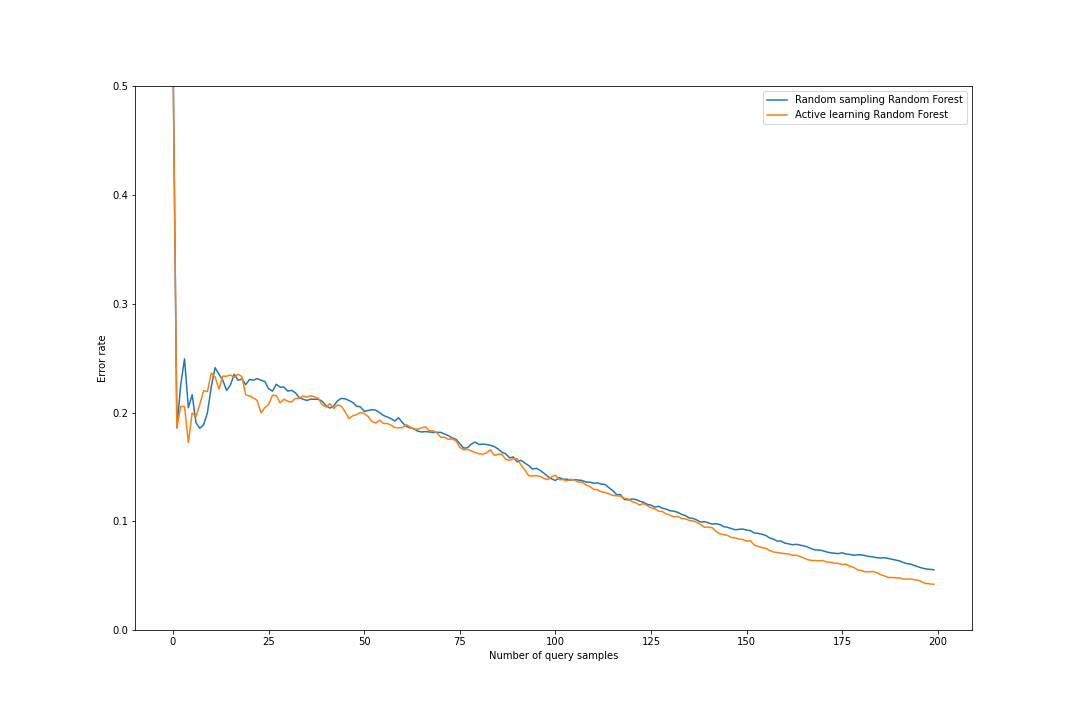 0.5
0.4
0.3
0.2
0.1
0.0
Error rate
Random sampling Random Forest
Active learning Random Forest
0 25 50 75 100 125 150 175 200
Number of query samples